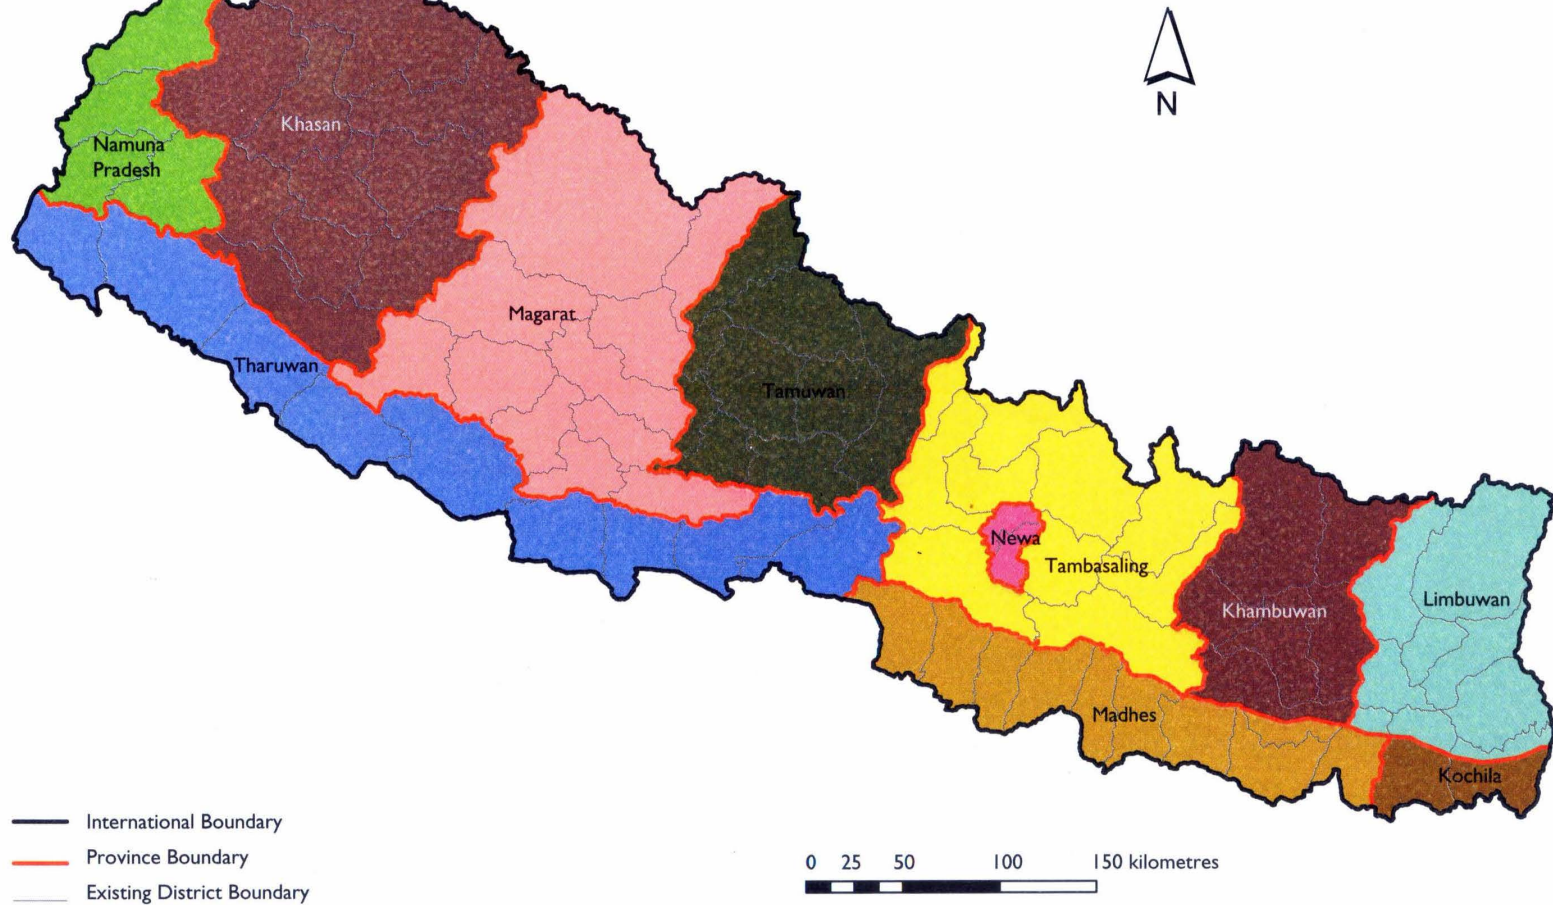 N
Khasan
Namuna
Pradesh
Magarat
Tharuwan
Tamuwan
Newa
Tambasaling
Khambuwan
Limbuwan
Madhes
Kochila
International Boundary
Province Boundary
Existing District Boundary
0 25 50 100 150 kilometres